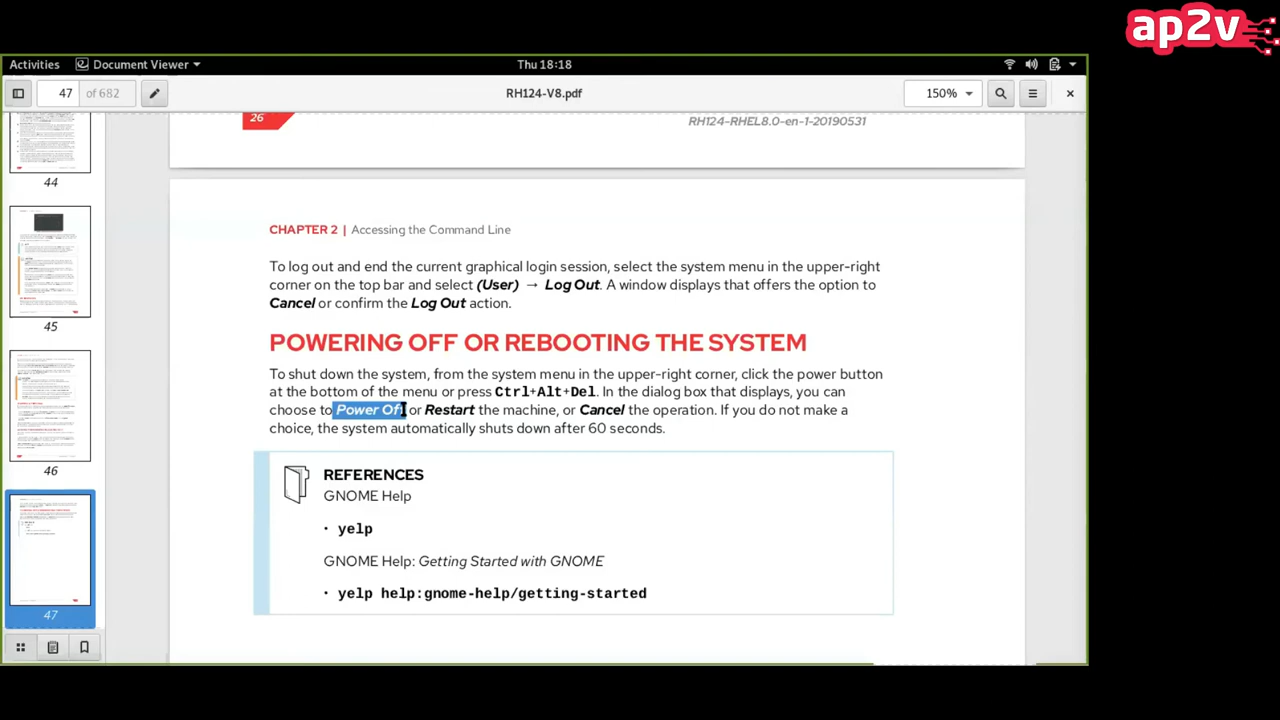 ap2v
Activities Document Viewer Thu 18:18
47 of 682 RH124-V8.pdf 150%
26 RH124-RHEL8.0-en-1-20190531
44
45
46
47
CHAPTER 2 | Accessing the Command Line
To log out and end the current graphical login session, select the system menu in the upper-right
corner on the top bar and select (User) → Log Out. A window displays that offers the option to
Cancel or confirm the Log Out action.
POWERING OFF OR REBOOTING THE SYSTEM
To shut down the system, from the system menu in the upper-right corner, click the power button
at the bottom of the menu or press Ctrl+Alt+Del. In the dialog box that displays, you can
choose to Power Off or Restart the machine, or Cancel the operation. If you do not make a
choice, the system automatically shuts down after 60 seconds.
REFERENCES
GNOME Help
• yelp
GNOME Help: Getting Started with GNOME
• yelp help:gnome-help/getting-started